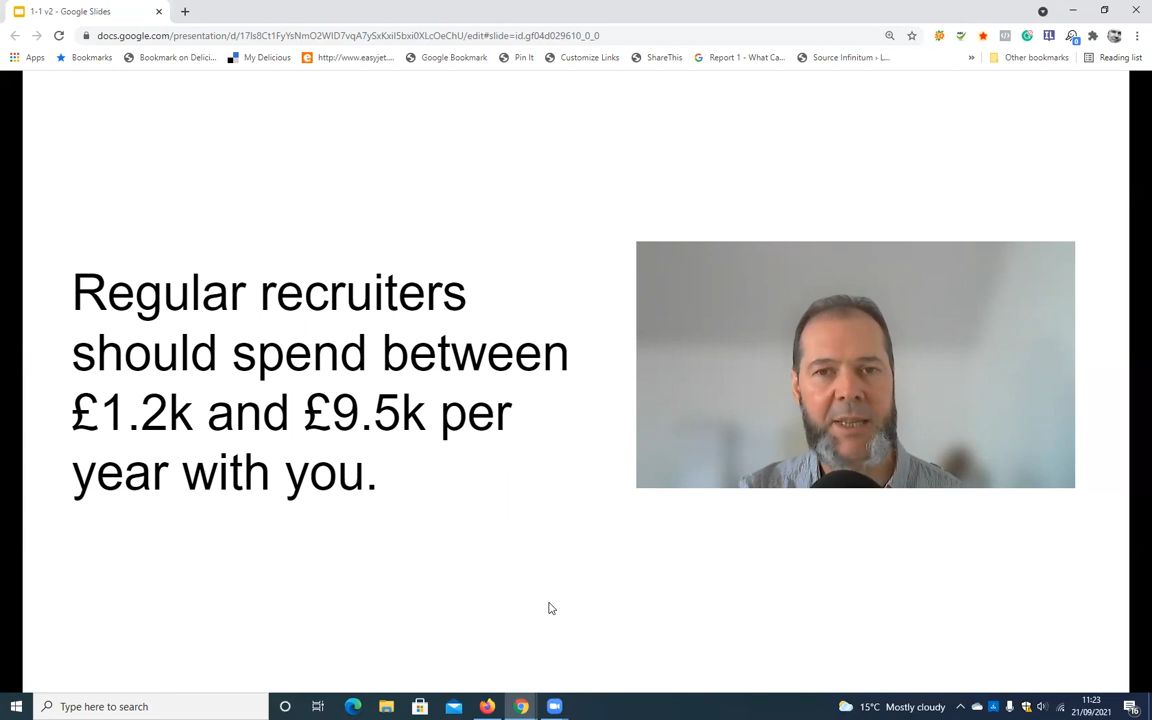 1-1 v2 - Google Slides
docs.google.com/presentation/d/17Is8Ct1FyYsNmO2WID7vqA7ySxKxiI5bxi0XLcOeChU/edit#slide=id.gf04d029610_0_0
Apps Bookmarks Bookmark on Delici... My Delicious http://www.easyjet.... Google Bookmark Pin It Customize Links ShareThis Report 1 - What Ca... Source Infinitum › L... » Other bookmarks Reading list
Regular recruiters
should spend between
£1.2k and £9.5k per
year with you.
Type here to search
15°C Mostly cloudy
11:23
21/09/2021
16